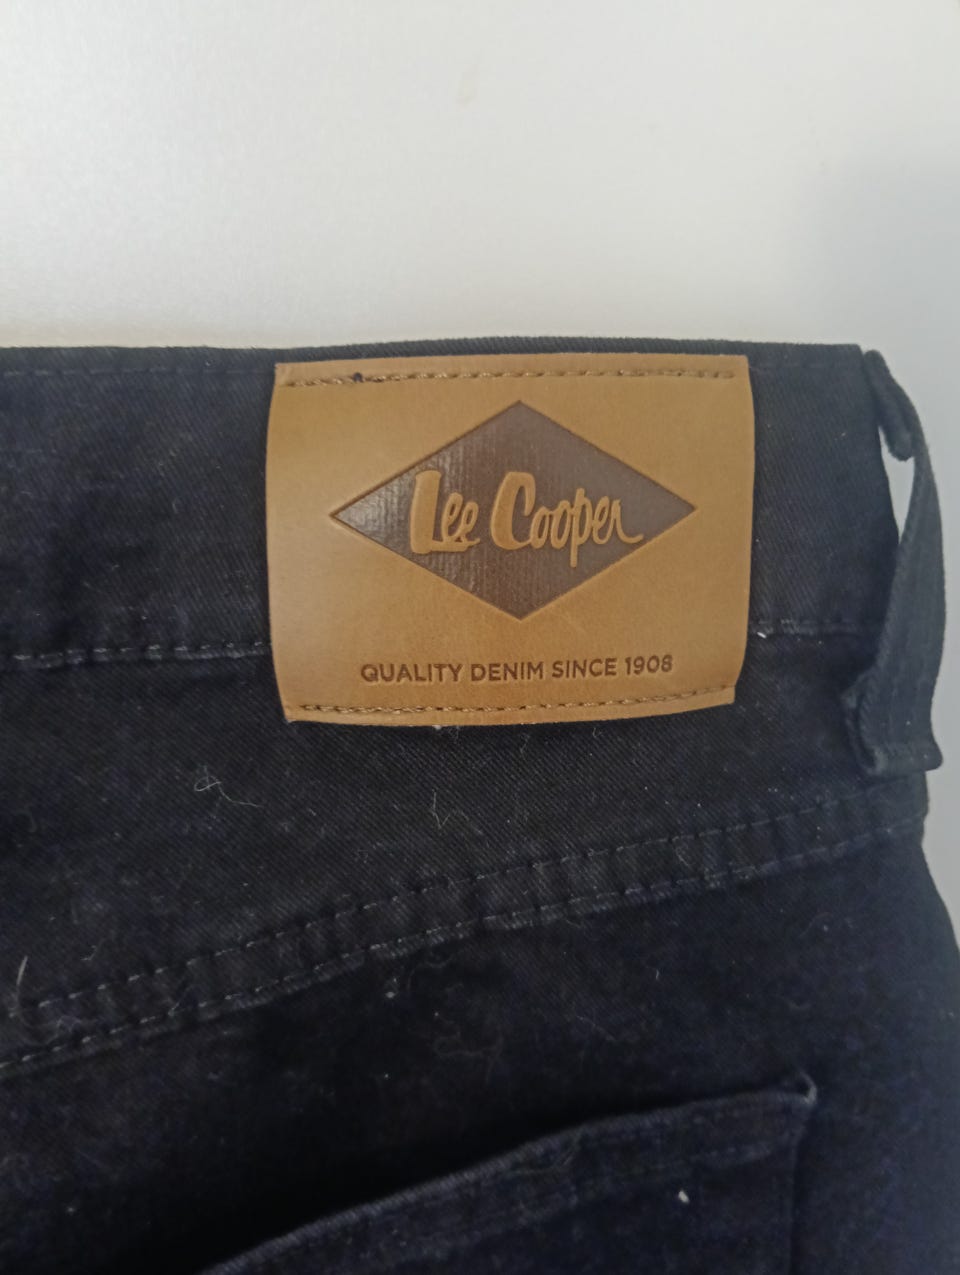 Lee Cooper
QUALITY DENIM SINCE 1908